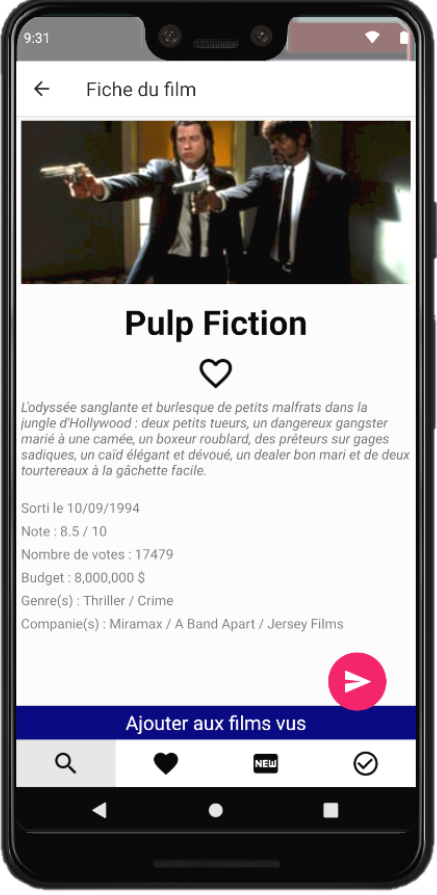 9:31
Fiche du film
Pulp Fiction
L'odyssée sanglante et burlesque de petits malfrats dans la
jungle d'Hollywood : deux petits tueurs, un dangereux gangster
marié à une camée, un boxeur roublard, des prêteurs sur gages
sadiques, un caïd élégant et dévoué, un dealer bon mari et de deux
tourtereaux à la gâchette facile.
Sorti le 10/09/1994
Note : 8.5 / 10
Nombre de votes : 17479
Budget : 8,000,000 $
Genre(s) : Thriller / Crime
Companie(s) : Miramax / A Band Apart / Jersey Films
Ajouter aux films vus
NEW